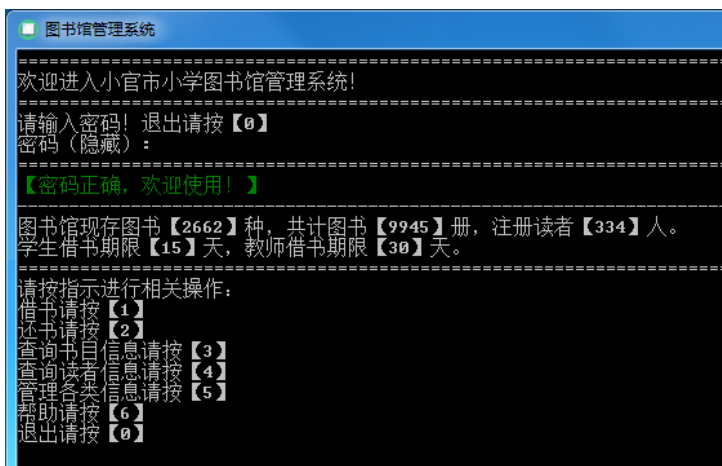 图书馆管理系统
================================================================
欢迎进入小官市小学图书馆管理系统!
================================================================
请输入密码! 退出请按【0】
密码（隐藏）:
================================================================
【密码正确，欢迎使用! 】
----------------------------------------------------------------
图书馆现存图书【2662】种，共计图书【9945】册，注册读者【334】人。
学生借书期限【15】天，教师借书期限【30】天。
================================================================
请按指示进行相关操作:
借书请按【1】
还书请按【2】
查询书目信息请按【3】
查询读者信息请按【4】
管理各类信息请按【5】
帮助请按【6】
退出请按【0】